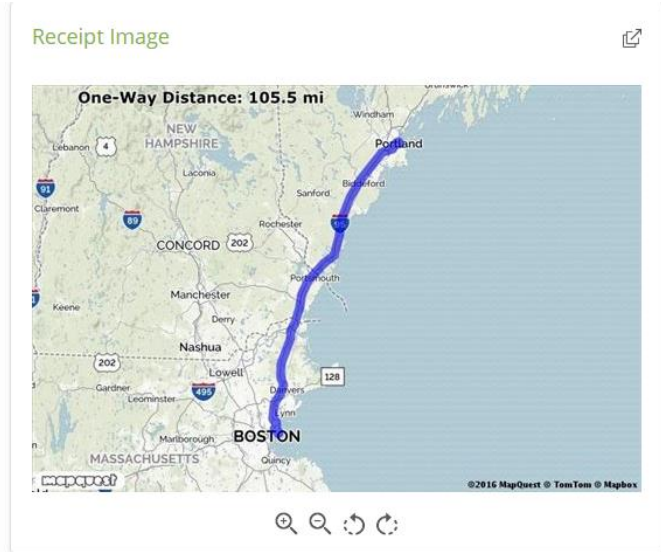 Receipt Image
One-Way Distance: 105.5 mi
Windham
NEW
HAMPSHIRE
Lebanon
4
Portland
Laconia
91
Biddeford
Sanford
Claremont
89
Rochester
95
CONCORD
202
Portsmouth
Manchester
Keene
Derry
Nashua
202
Lowell
128
Gardner
495
Danvers
Leominster
Lynn
Marlborough
BOSTON
MASSACHUSETTS
Quincy
mapquest
©2016 MapQuest © TomTom © Mapbox